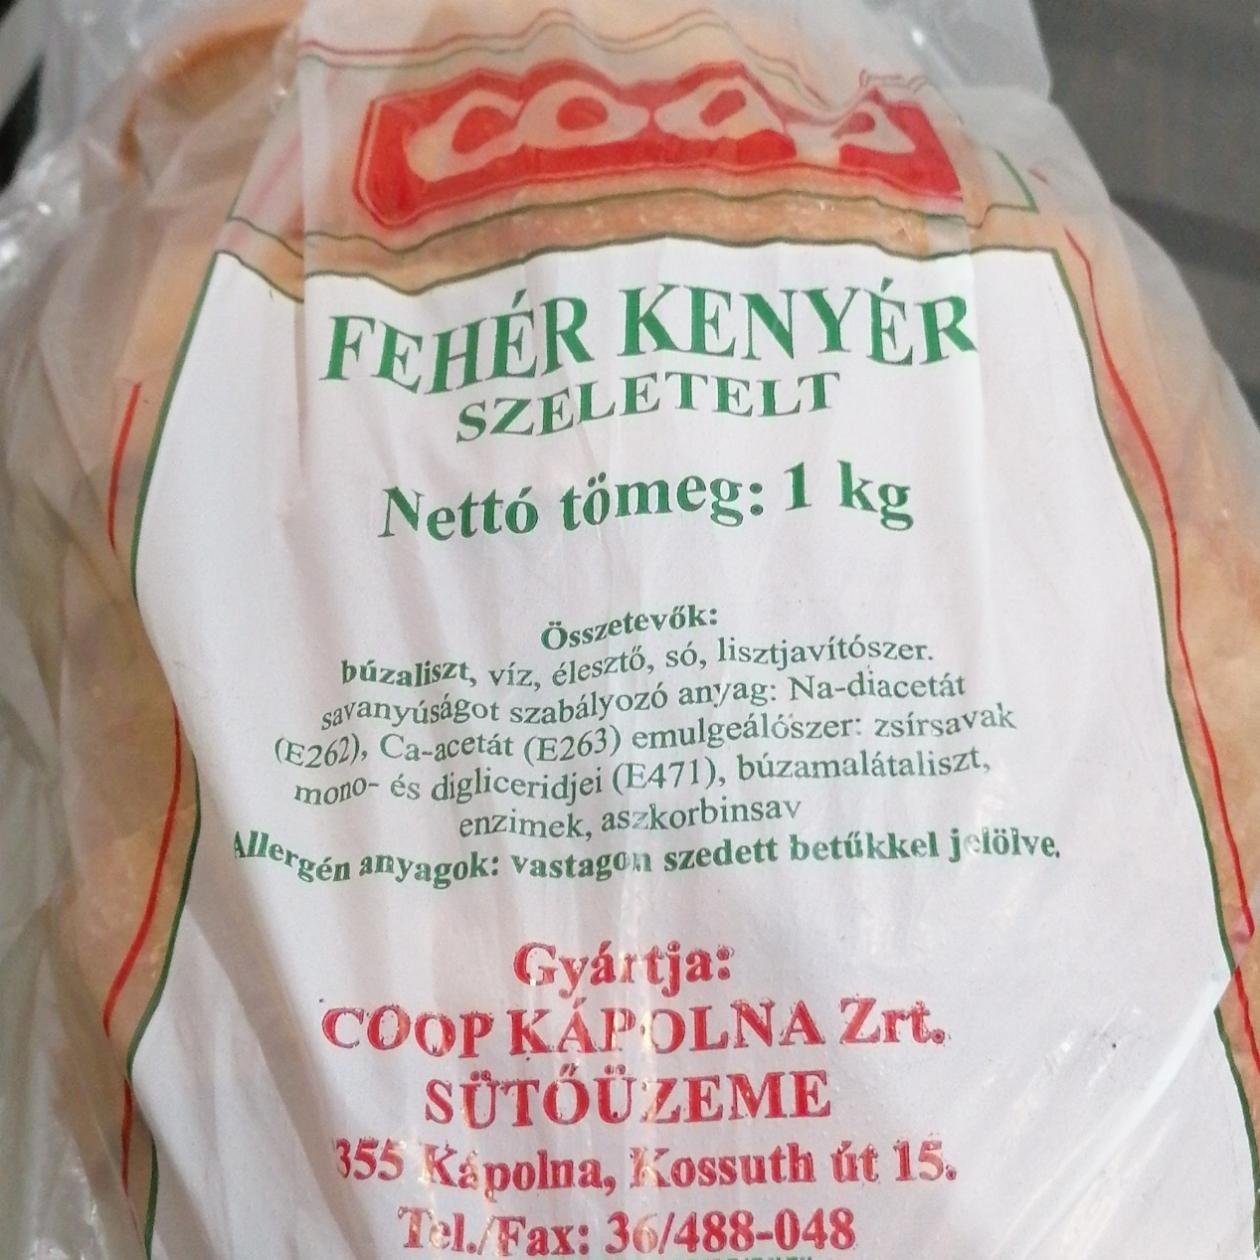 COOP
FEHÉR KENYÉR
SZELETELT
Nettó tömeg: 1 kg
Összetevők:
búzaliszt, víz, élesztő, só, lisztjavítószer.
savanyúságot szabályozó anyag: Na-diacetát
(E262), Ca-acetát (E263) emulgeálószer: zsírsavak
mono- és digliceridjei (E471), búzamalátaliszt,
enzimek, aszkorbinsav
Allergén anyagok: vastagon szedett betűkkel jelölve.
Gyártja:
COOP KÁPOLNA Zrt.
SÜTŐÜZEME
355 Kápolna, Kossuth út 15.
Tel./Fax: 36/488-048